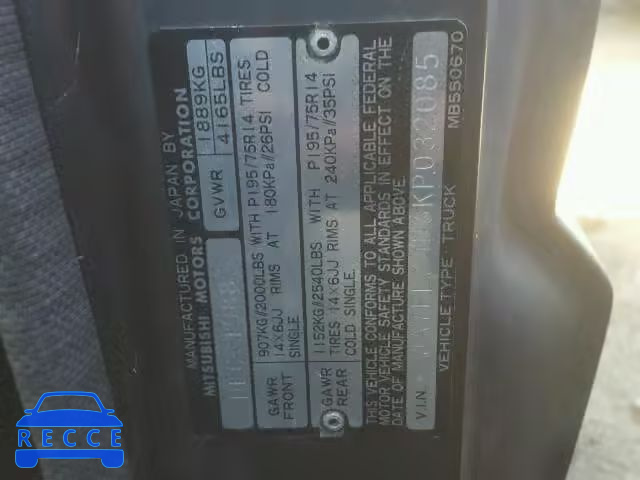 MANUFACTURED IN JAPAN BY
MITSUBISHI MOTORS CORPORATION
GVWR 1889KG
4165LBS
GAWR FRONT 907KG//2000LBS WITH P195/75R14 TIRES
14×6JJ RIMS AT 180KPa//26PSI COLD
SINGLE.
GAWR REAR 1152KG//2540LBS WITH P195/75R14
TIRES 14×6JJ RIMS AT 240KPa//35PSI
COLD SINGLE.
THIS VEHICLE CONFORMS TO ALL APPLICABLE FEDERAL
MOTOR VEHICLE SAFETY STANDARDS IN EFFECT ON THE
DATE OF MANUFACTURE SHOWN ABOVE.
V.I.N
VEHICLE TYPE-TRUCK
MB550670
RECCE